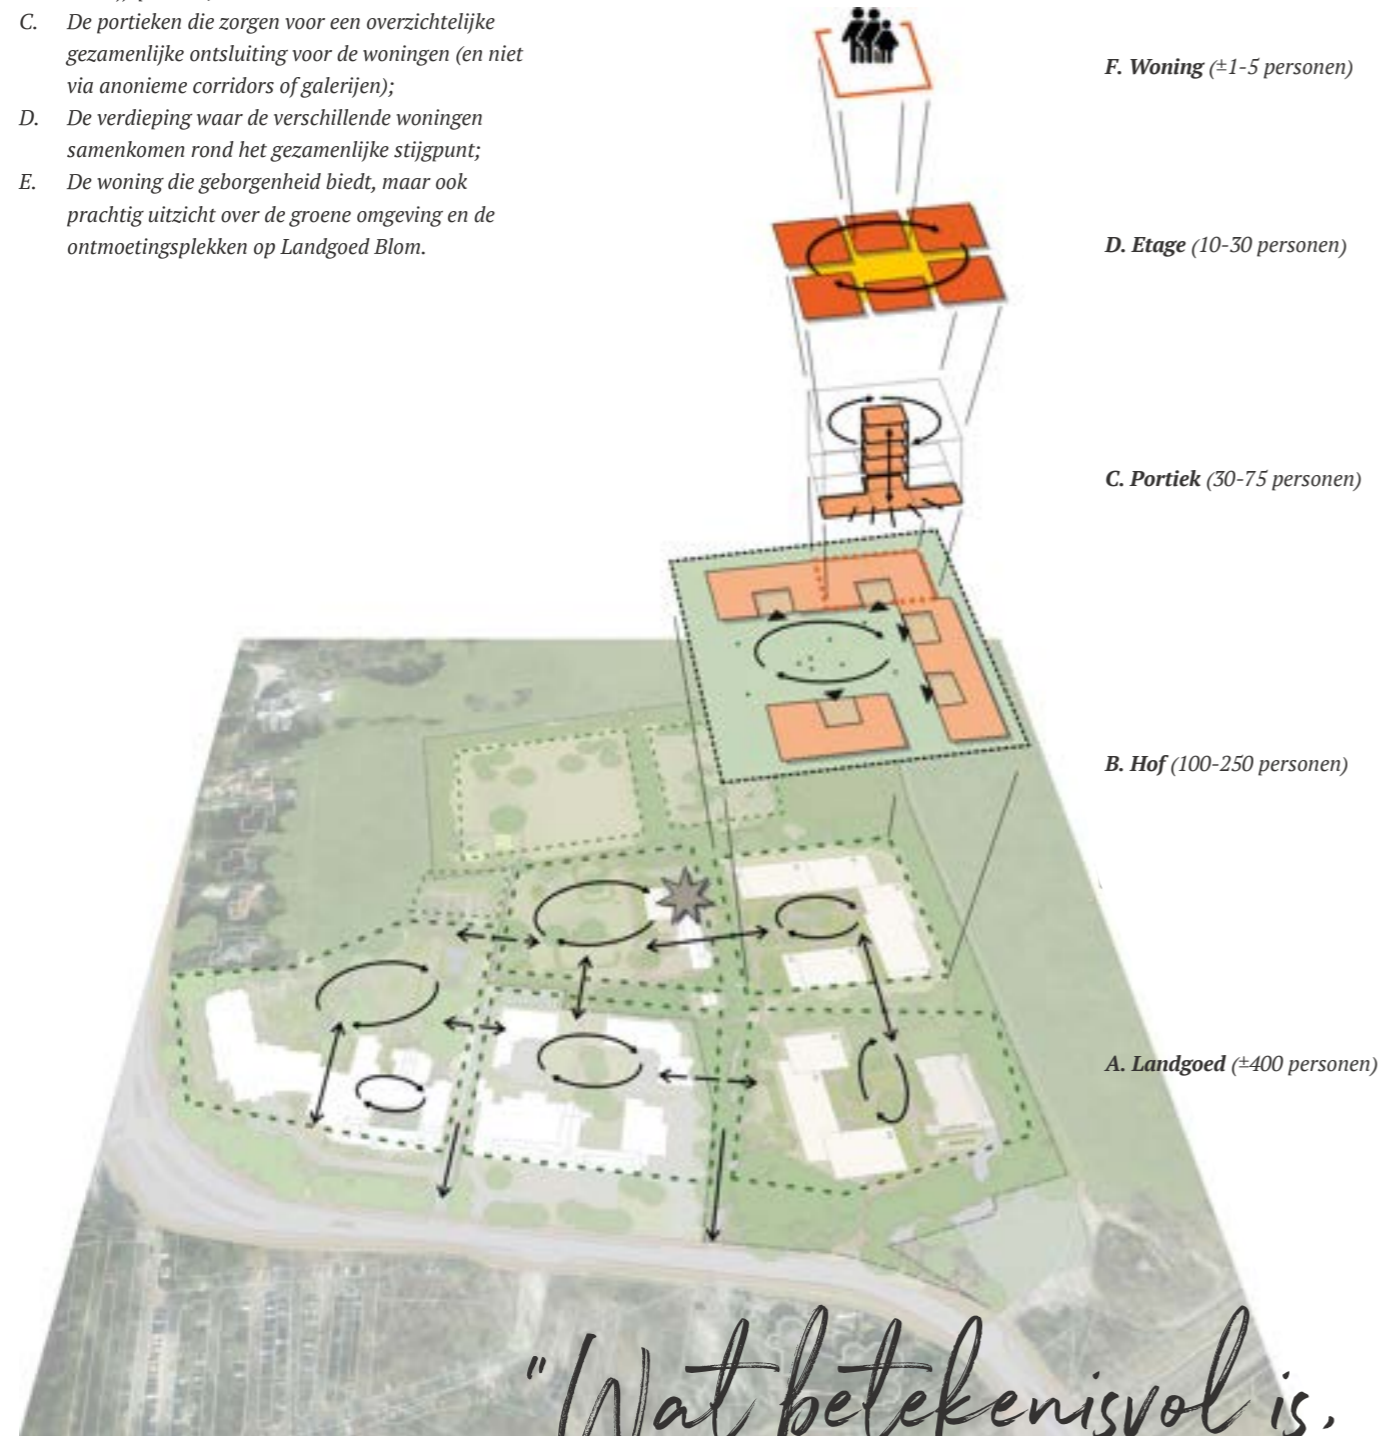 C. De portieken die zorgen voor een overzichtelijke
gezamenlijke ontsluiting voor de woningen (en niet
via anonieme corridors of galerijen);
D. De verdieping waar de verschillende woningen
samenkomen rond het gezamenlijke stijgpunt;
E. De woning die geborgenheid biedt, maar ook
prachtig uitzicht over de groene omgeving en de
ontmoetingsplekken op Landgoed Blom.
F. Woning (±1-5 personen)
D. Etage (10-30 personen)
C. Portiek (30-75 personen)
B. Hof (100-250 personen)
A. Landgoed (±400 personen)
"Wat betekenisvol is,